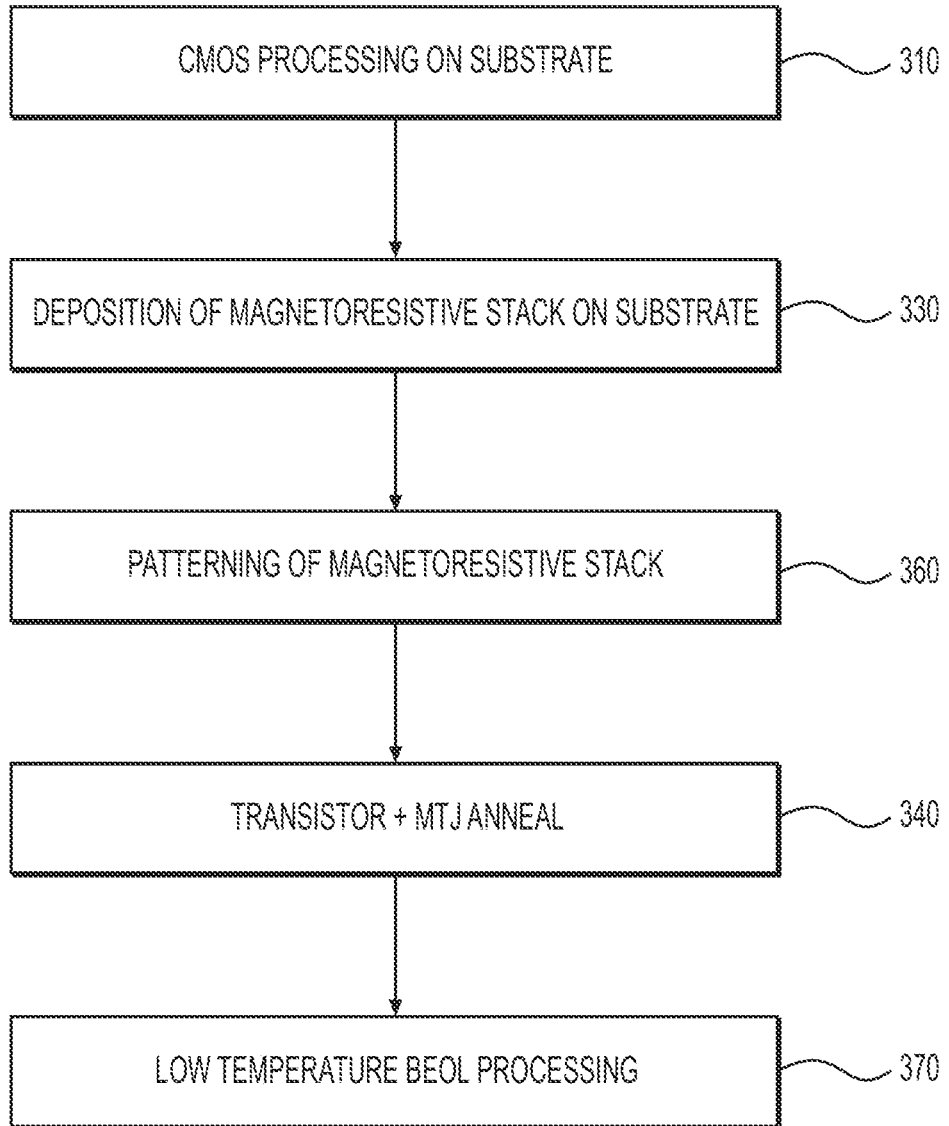 CMOS PROCESSING ON SUBSTRATE
310
DEPOSITION OF MAGNETORESISTIVE STACK ON SUBSTRATE
330
PATTERNING OF MAGNETORESISTIVE STACK
360
TRANSISTOR + MTJ ANNEAL
340
LOW TEMPERATURE BEOL PROCESSING
370